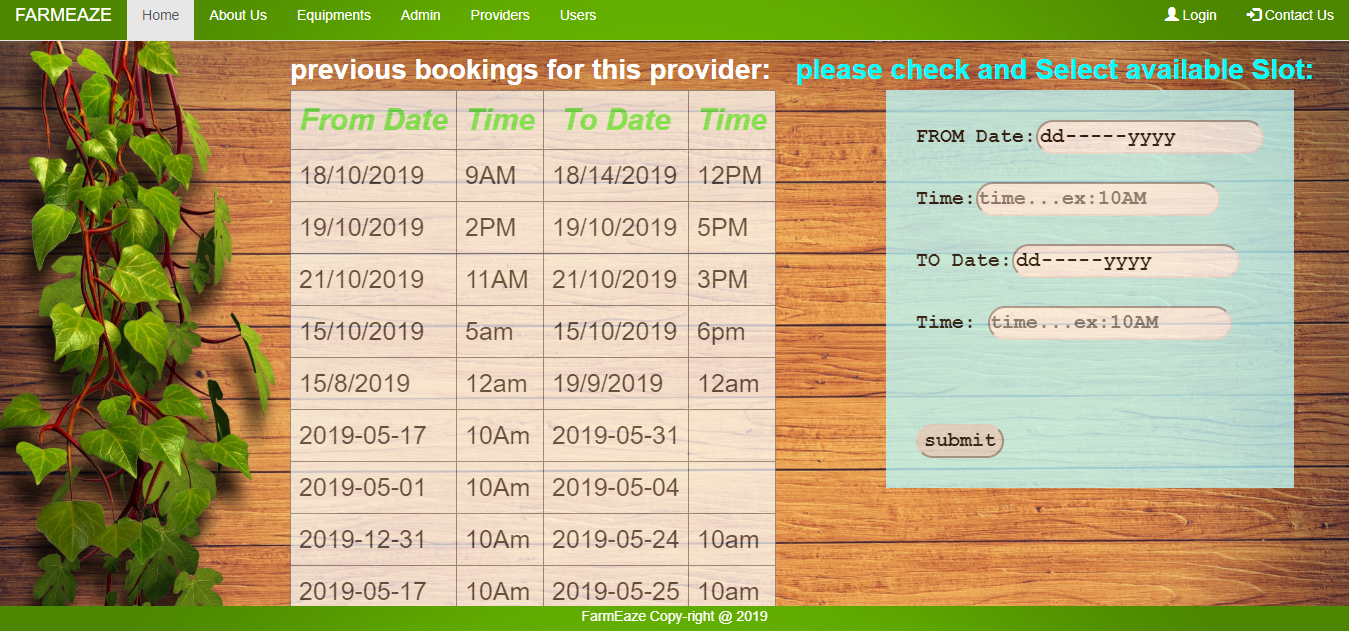 FARMEAZE Home About Us Equipments Admin Providers Users Login Contact Us
previous bookings for this provider:
From Date Time To Date Time
18/10/2019 9AM 18/14/2019 12PM
19/10/2019 2PM 19/10/2019 5PM
21/10/2019 11AM 21/10/2019 3PM
15/10/2019 5am 15/10/2019 6pm
15/8/2019 12am 19/9/2019 12am
2019-05-17 10Am 2019-05-31
2019-05-01 10Am 2019-05-04
2019-12-31 10Am 2019-05-24 10am
2019-05-17 10Am 2019-05-25 10am
please check and Select available Slot:
FROM Date: dd-----yyyy
Time: time...ex:10AM
TO Date: dd-----yyyy
Time: time...ex:10AM
submit
FarmEaze Copy-right @ 2019